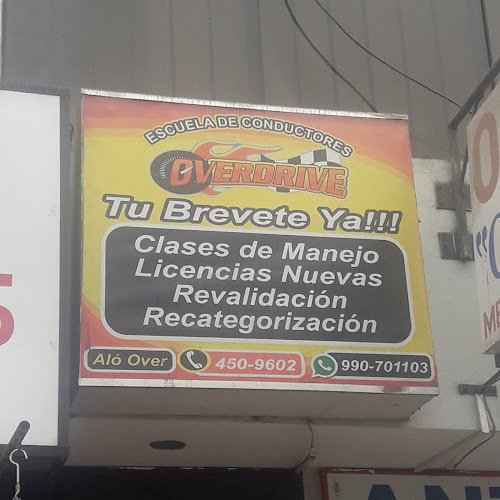 ESCUELA DE CONDUCTORES
OVERDRIVE
Tu Brevete Ya!!!
Clases de Manejo
Licencias Nuevas
Revalidación
Recategorización
Aló Over 450-9602 990-701103